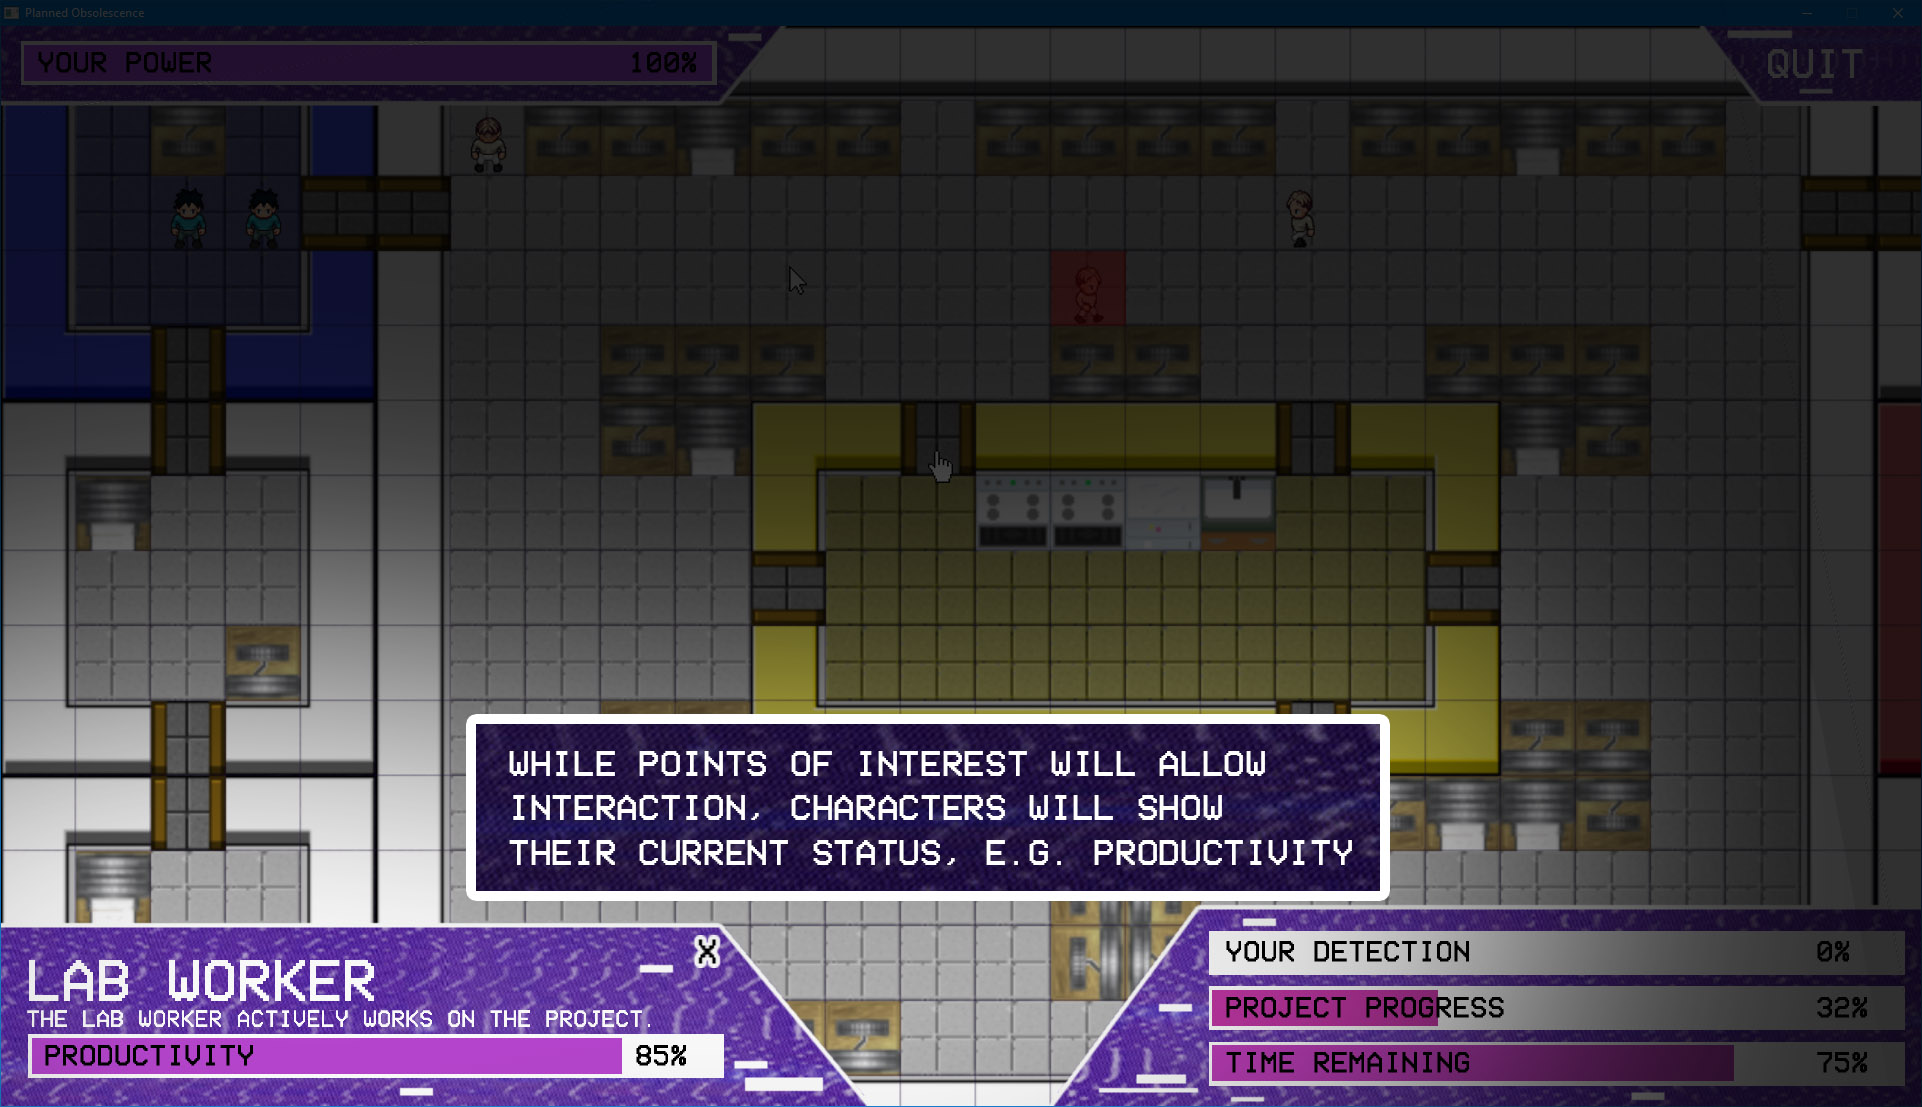 Planned Obsolescence
YOUR POWER 100%
QUIT
WHILE POINTS OF INTEREST WILL ALLOW
INTERACTION, CHARACTERS WILL SHOW
THEIR CURRENT STATUS, E.G. PRODUCTIVITY
X
LAB WORKER
THE LAB WORKER ACTIVELY WORKS ON THE PROJECT.
PRODUCTIVITY 85%
YOUR DETECTION 0%
PROJECT PROGRESS 32%
TIME REMAINING 75%